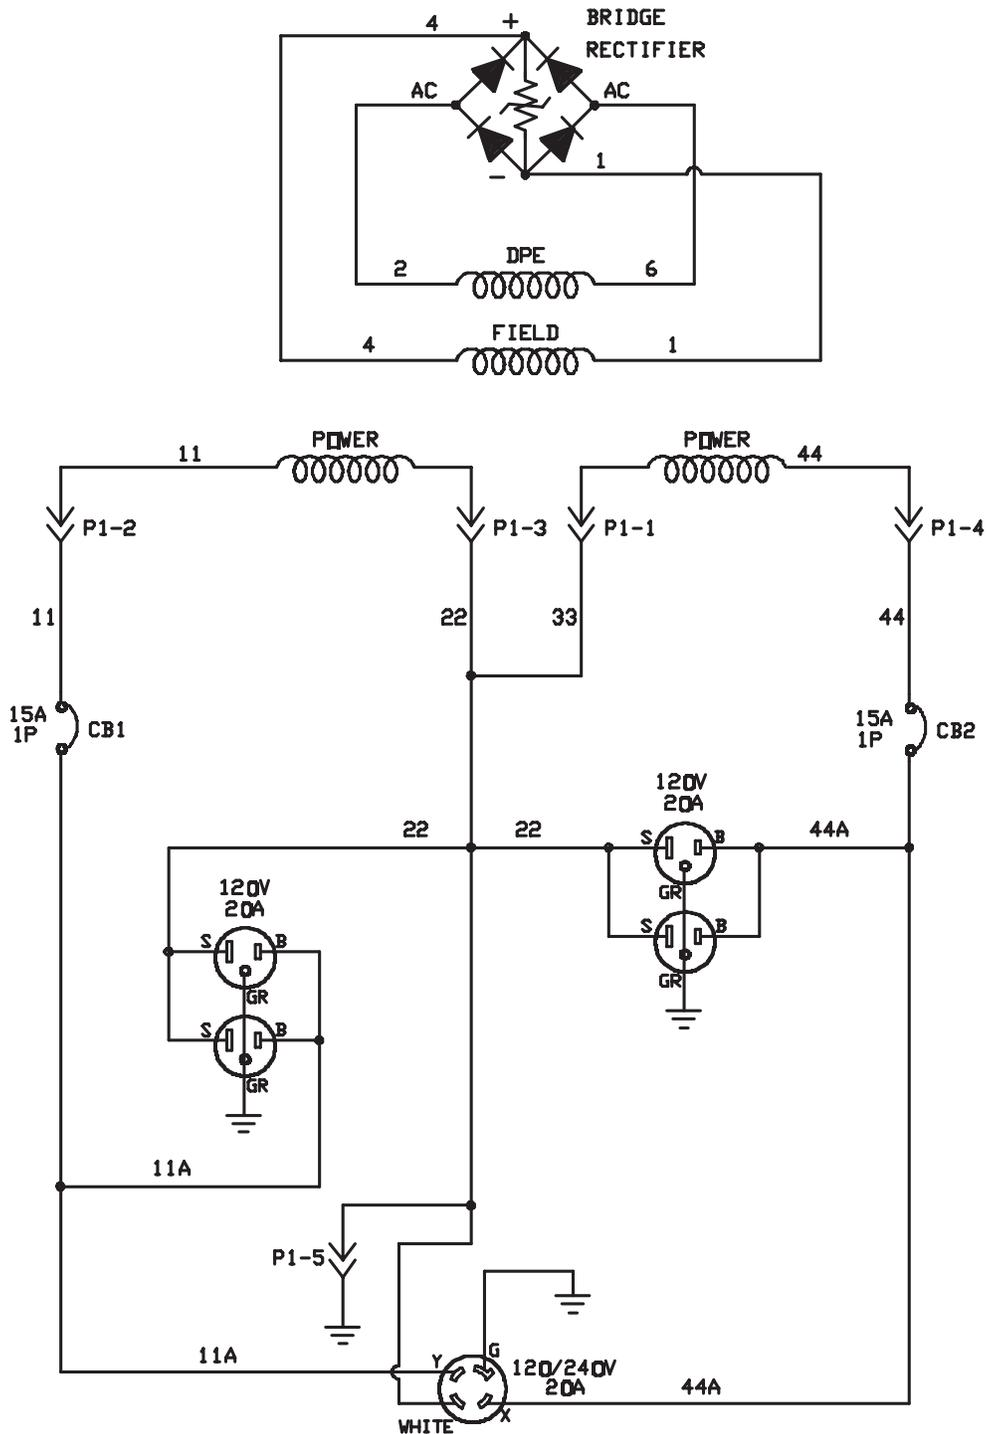 4
+
BRIDGE
RECTIFIER
AC
AC
-
1
DPE
2
6
FIELD
4
1
POWER
POWER
11
44
P1-2
P1-3
P1-1
P1-4
11
22
33
44
15A
1P
CB1
15A
1P
CB2
120V
20A
22
22
S
B
44A
GR
S
B
GR
120V
20A
S
B
GR
S
B
GR
11A
P1-5
11A
Y
G
120/240V
20A
44A
WHITE
X